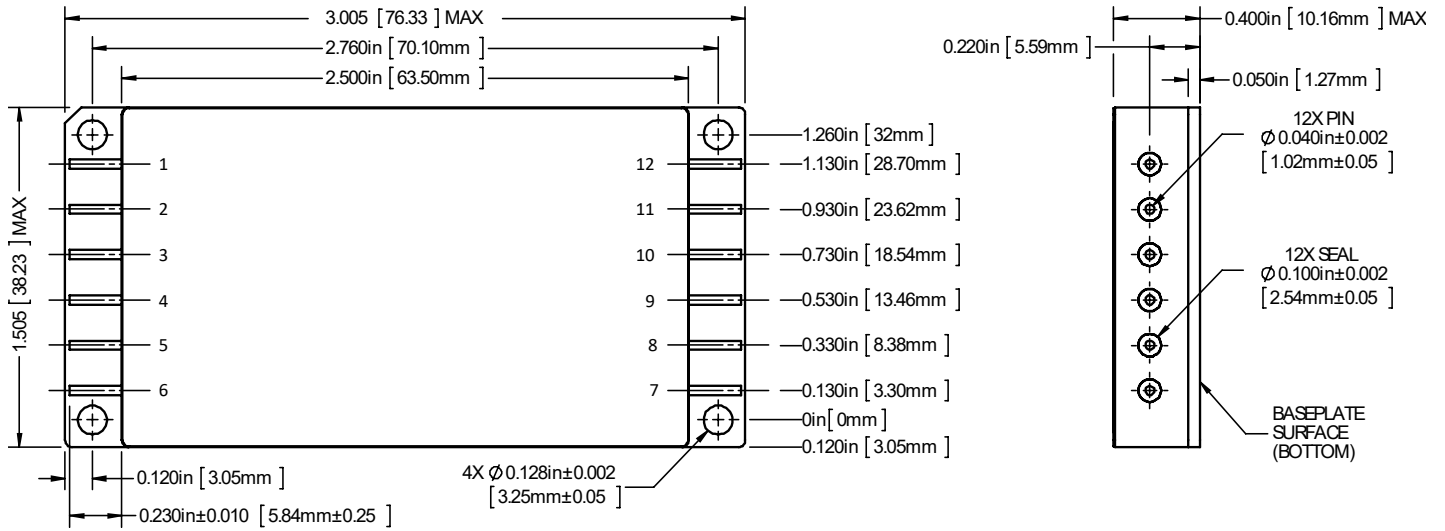 3.005 [76.33 ] MAX
2.760in [70.10mm ]
2.500in [63.50mm ]
1.505 [38.23 ] MAX
1
2
3
4
5
6
12
11
10
9
8
7
1.260in [32mm ]
1.130in [28.70mm ]
0.930in [23.62mm ]
0.730in [18.54mm ]
0.530in [13.46mm ]
0.330in [8.38mm ]
0.130in [3.30mm ]
0in[0mm ]
0.120in [3.05mm ]
0.120in [3.05mm ]
0.230in±0.010 [5.84mm±0.25 ]
4X Ø0.128in±0.002
[3.25mm±0.05 ]
0.400in [10.16mm ] MAX
0.220in [5.59mm ]
0.050in [1.27mm ]
12X PIN
Ø0.040in±0.002
[1.02mm±0.05 ]
12X SEAL
Ø0.100in±0.002
[2.54mm±0.05 ]
BASEPLATE
SURFACE
(BOTTOM)